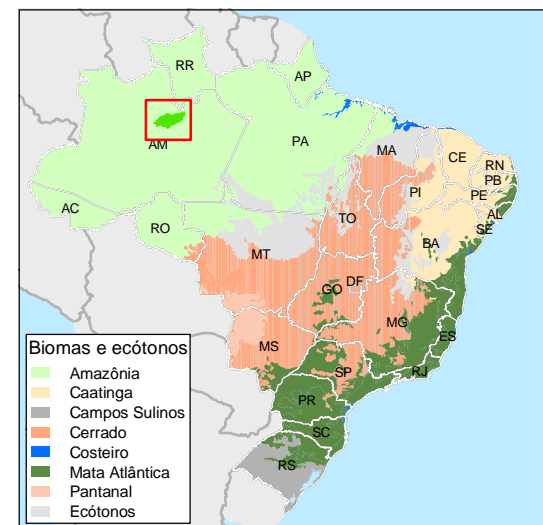 RR
AP
AM
PA
MA
CE
RN
PB
PE
AL
SE
PI
AC
RO
TO
BA
MT
GO
DF
MG
ES
MS
SP
RJ
PR
SC
RS
Biomas e ecótonos
Amazônia
Caatinga
Campos Sulinos
Cerrado
Costeiro
Mata Atlântica
Pantanal
Ecótonos